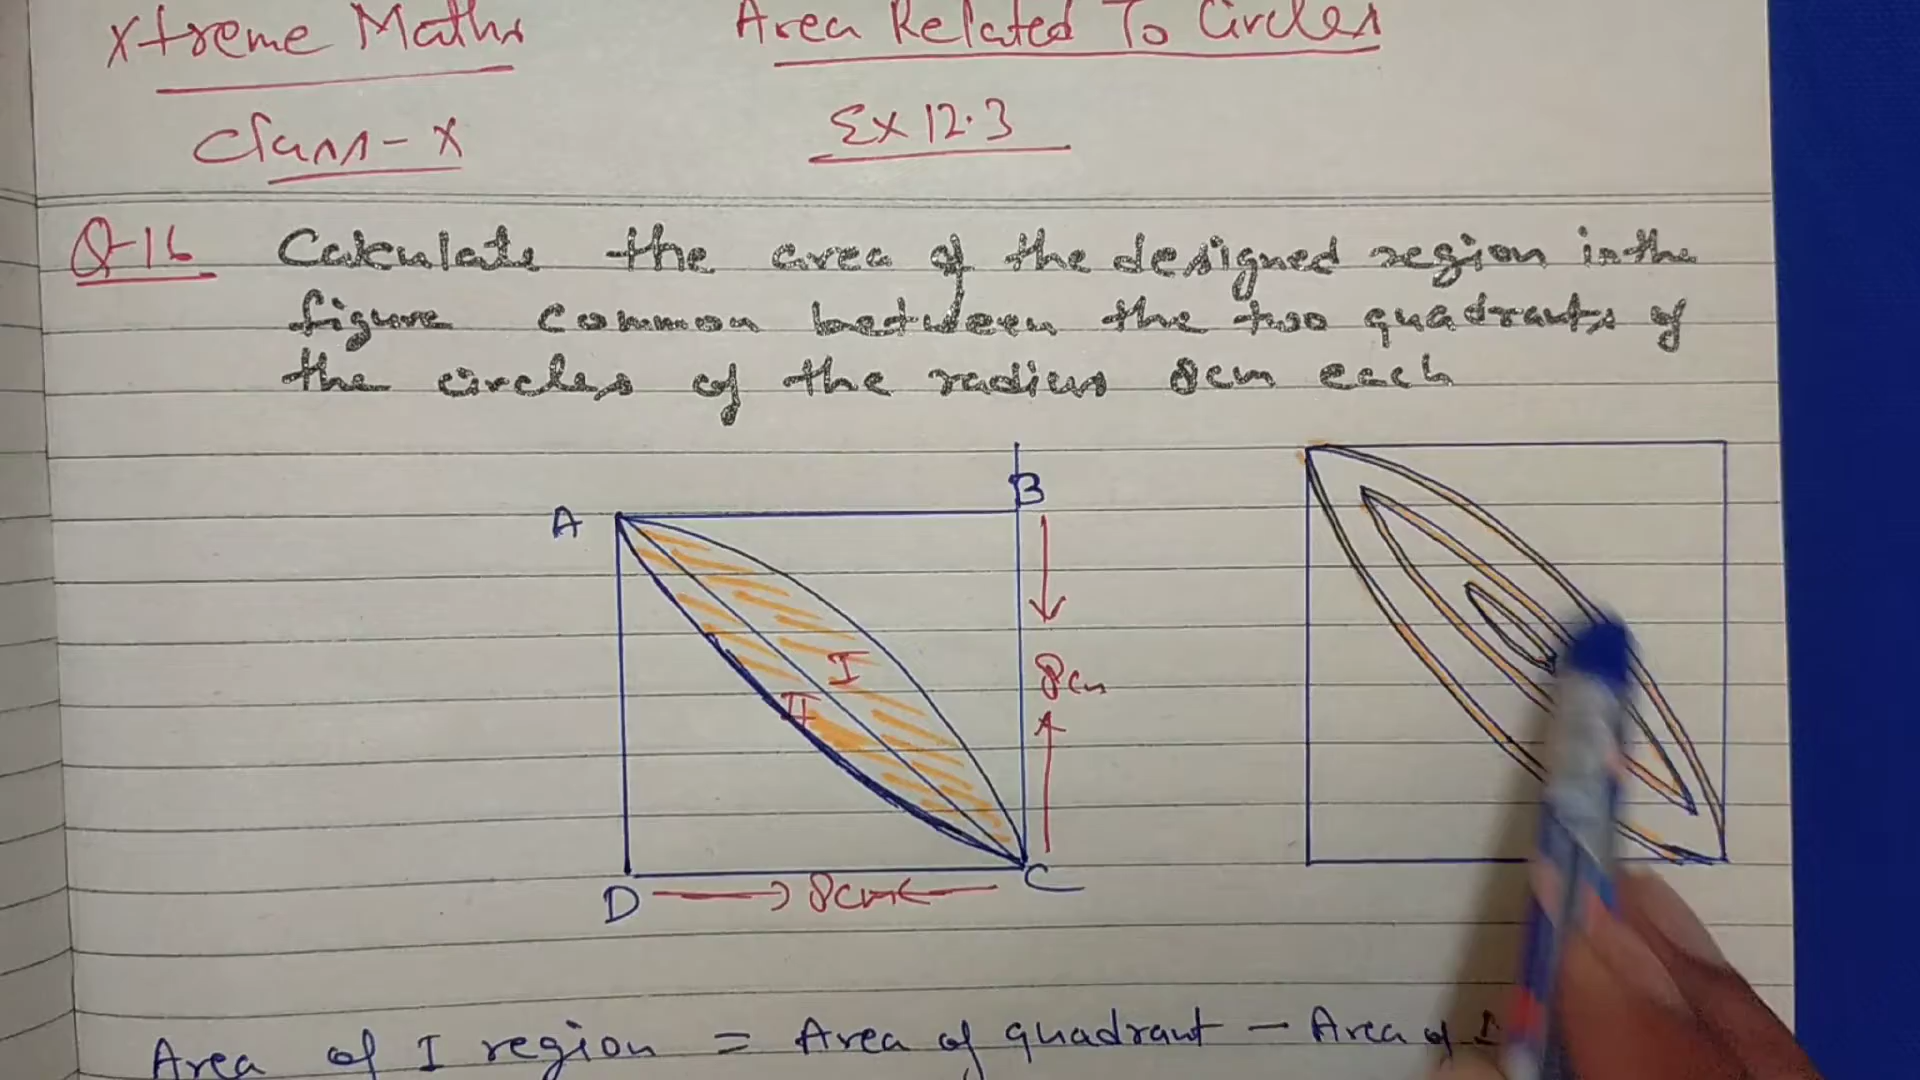 Xtreme Maths
Area Related To Circles
Class-X
Ex 12.3
Q-16 Calculate the area of the designed region in the
figure common between the two quadrants of
the circles of the radius 8cm each
A
B
I
II
8cm
D
8cm
C
Area of I region = Area of quadrant - Area of